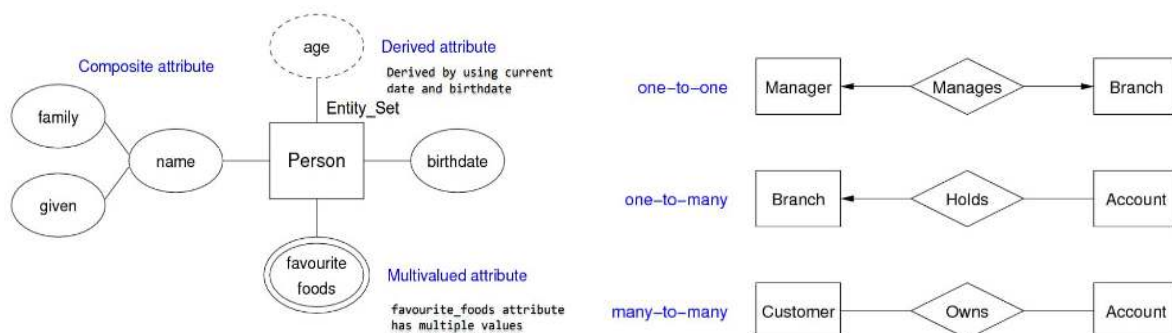 age
Derived attribute
Derived by using current
date and birthdate
Composite attribute
Entity_Set
family
name
Person
birthdate
given
favourite
foods
Multivalued attribute
favourite_foods attribute
has multiple values
one-to-one
Manager
Manages
Branch
one-to-many
Branch
Holds
Account
many-to-many
Customer
Owns
Account